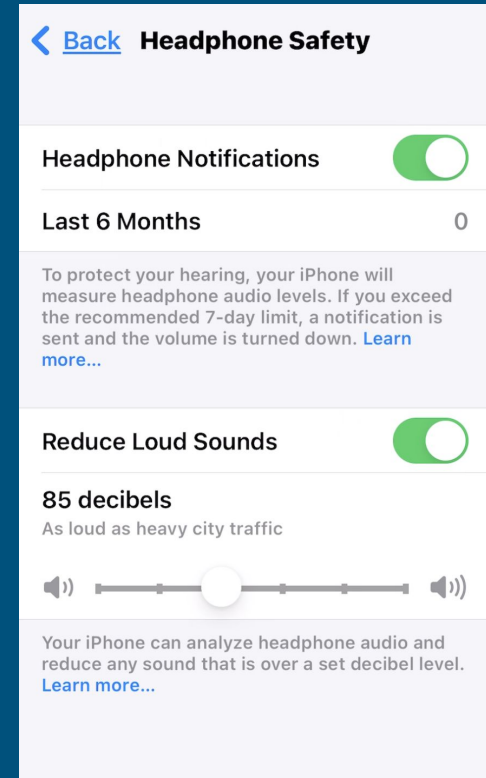 Back Headphone Safety
Headphone Notifications
Last 6 Months 0
To protect your hearing, your iPhone will
measure headphone audio levels. If you exceed
the recommended 7-day limit, a notification is
sent and the volume is turned down. Learn
more...
Reduce Loud Sounds
85 decibels
As loud as heavy city traffic
Your iPhone can analyze headphone audio and
reduce any sound that is over a set decibel level.
Learn more...